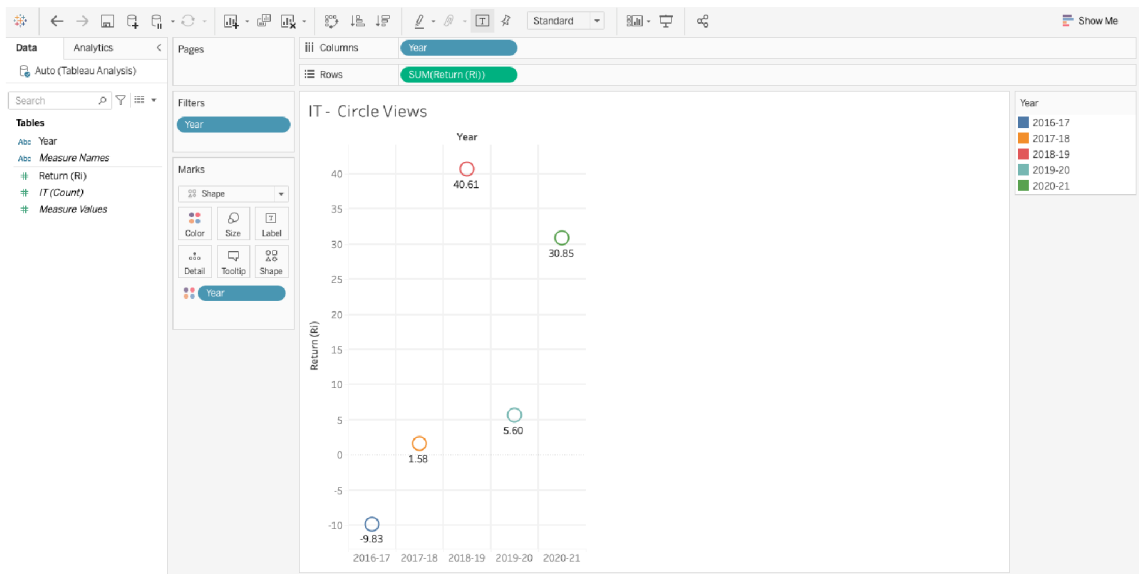 Standard
Show Me
Data Analytics
Auto (Tableau Analysis)
Search
Tables
Abc Year
Abc Measure Names
# Return (Ri)
# IT (Count)
# Measure Values
Pages
Filters
Year
Marks
Shape
Color Size Label
Detail Tooltip Shape
Year
Columns Year
Rows SUM(Return (Ri))
IT - Circle Views
Year
Return (Ri)
40
35
30
25
20
15
10
5
0
-5
-10
40.61
30.85
5.60
1.58
-9.83
2016-17 2017-18 2018-19 2019-20 2020-21
Year
2016-17
2017-18
2018-19
2019-20
2020-21